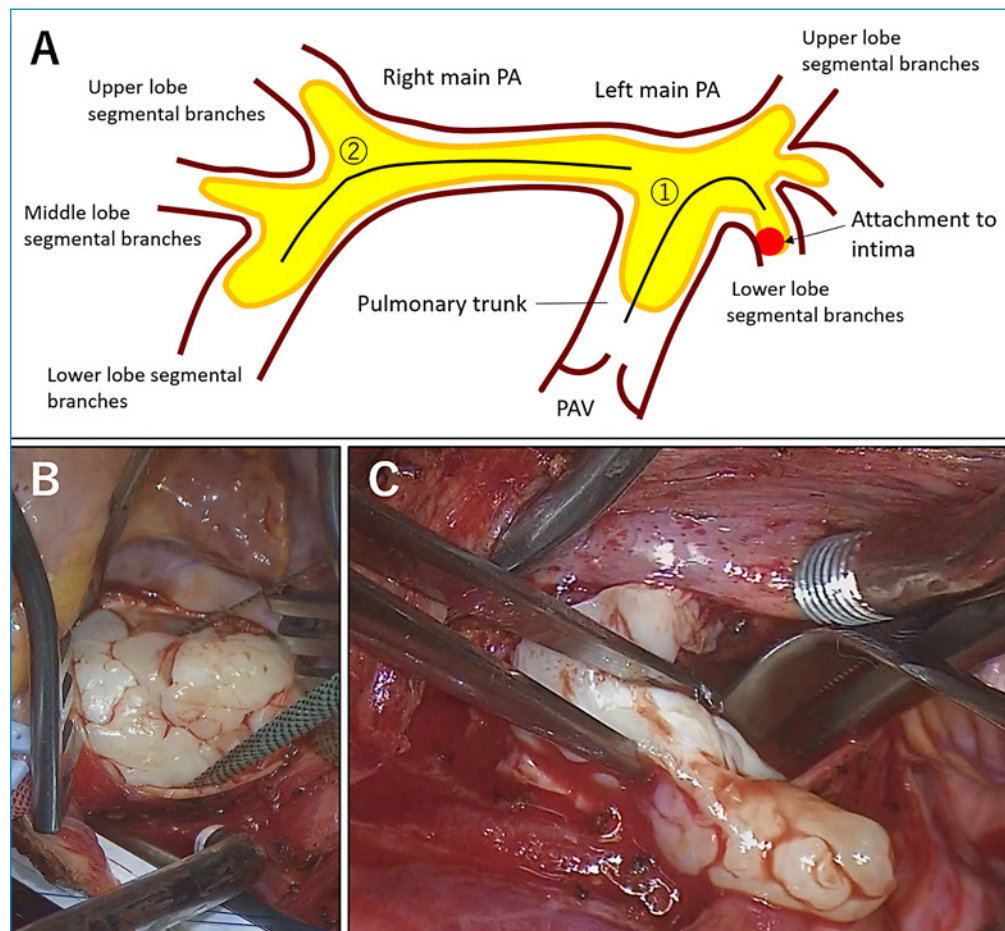 A
Upper lobe
segmental branches
Right main PA
Left main PA
Upper lobe
segmental branches
②
①
Middle lobe
segmental branches
Attachment to
intima
Pulmonary trunk
Lower lobe
segmental branches
Lower lobe segmental
branches
PAV
B
C